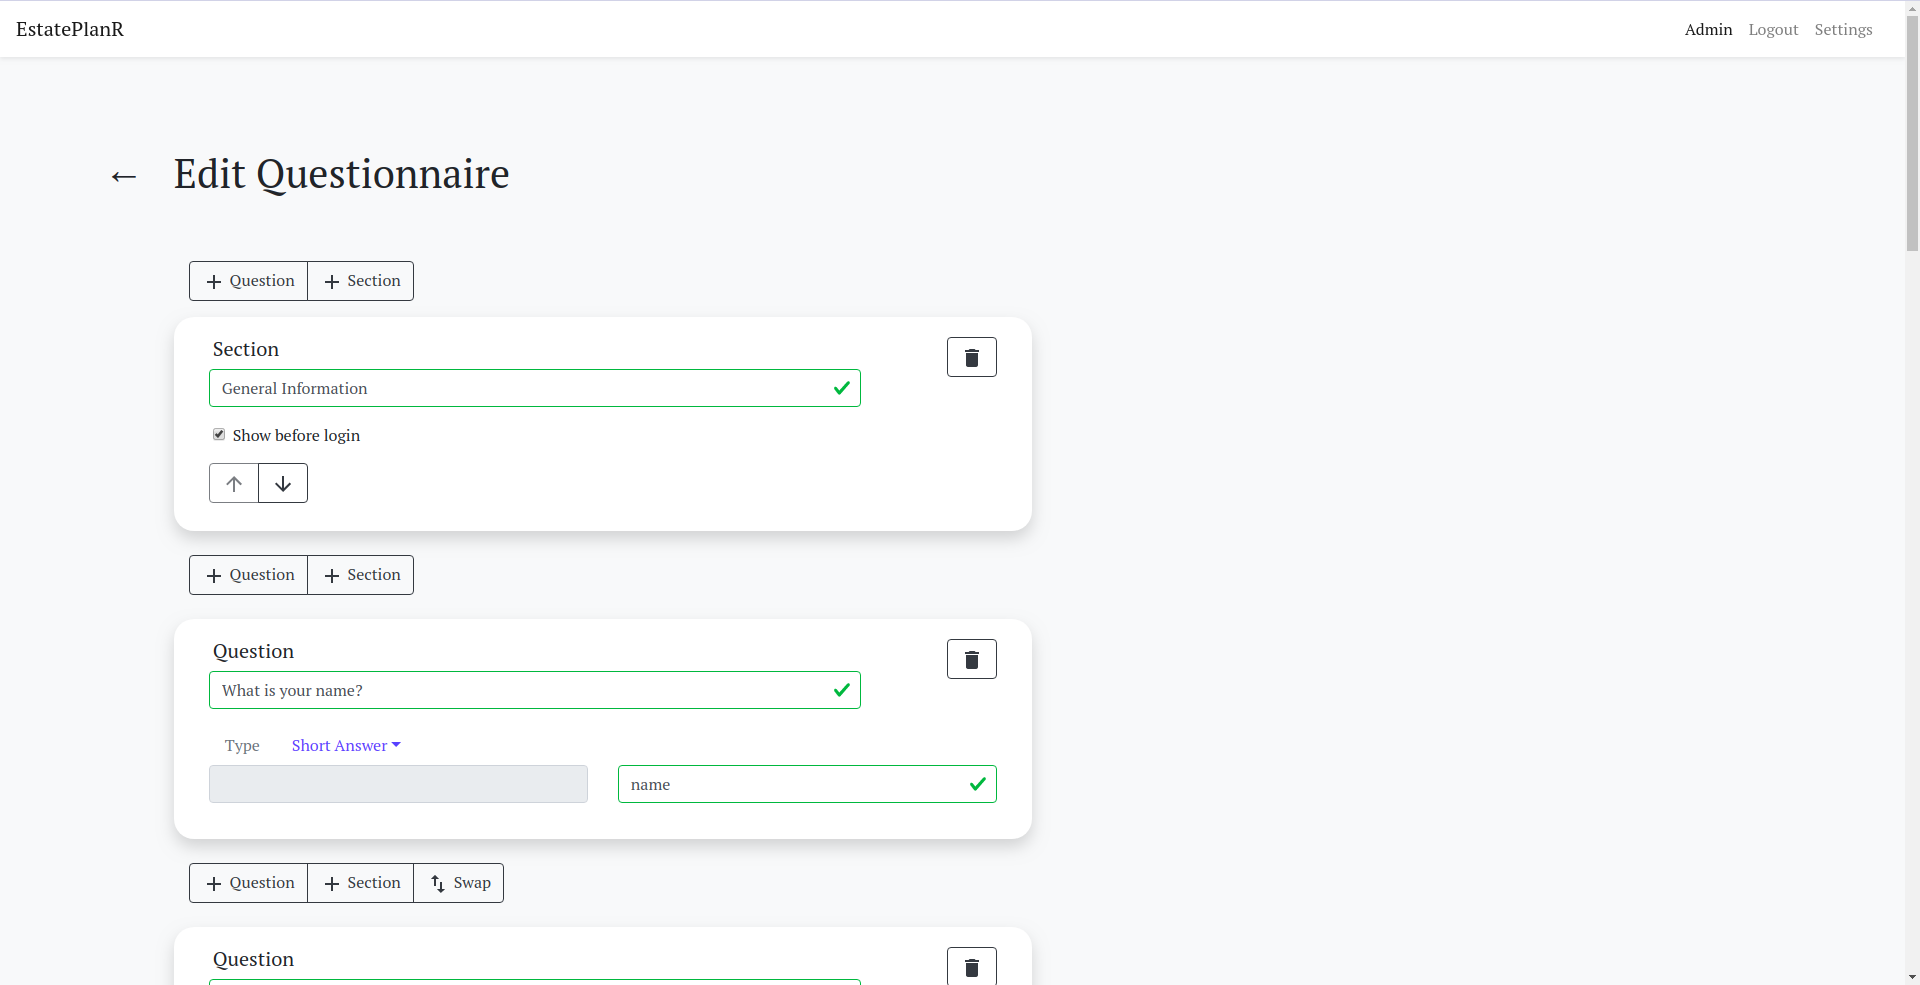 EstatePlanR Admin Logout Settings
← Edit Questionnaire
+ Question + Section
Section
General Information
Show before login
+ Question + Section
Question
What is your name?
Type Short Answer
name
+ Question + Section Swap
Question